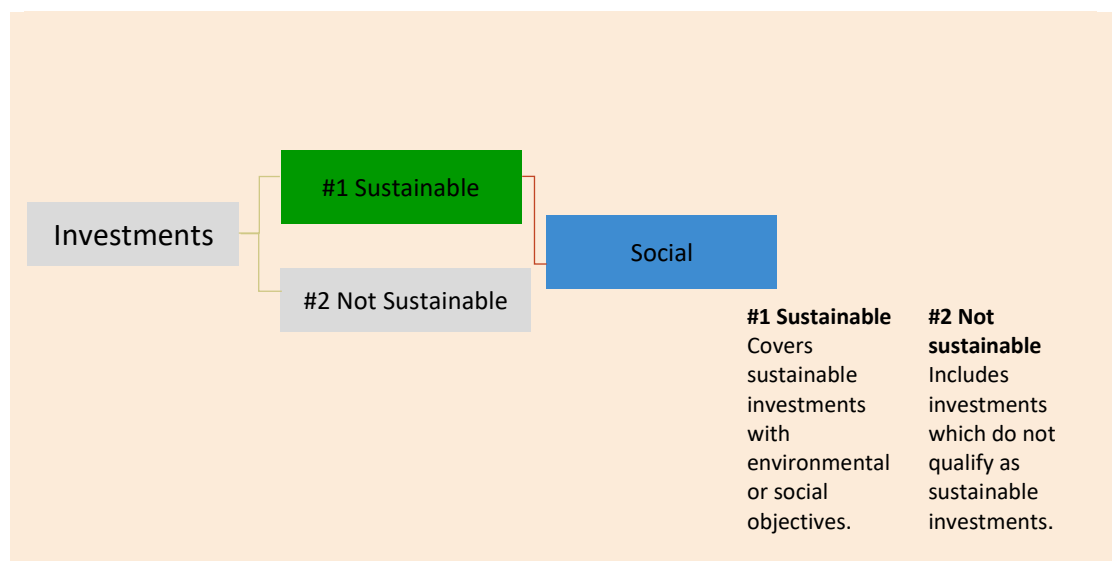 #1 Sustainable
Investments
Social
#2 Not Sustainable
#1 Sustainable
Covers
sustainable
investments
with
environmental
or social
objectives.
#2 Not
sustainable
Includes
investments
which do not
qualify as
sustainable
investments.